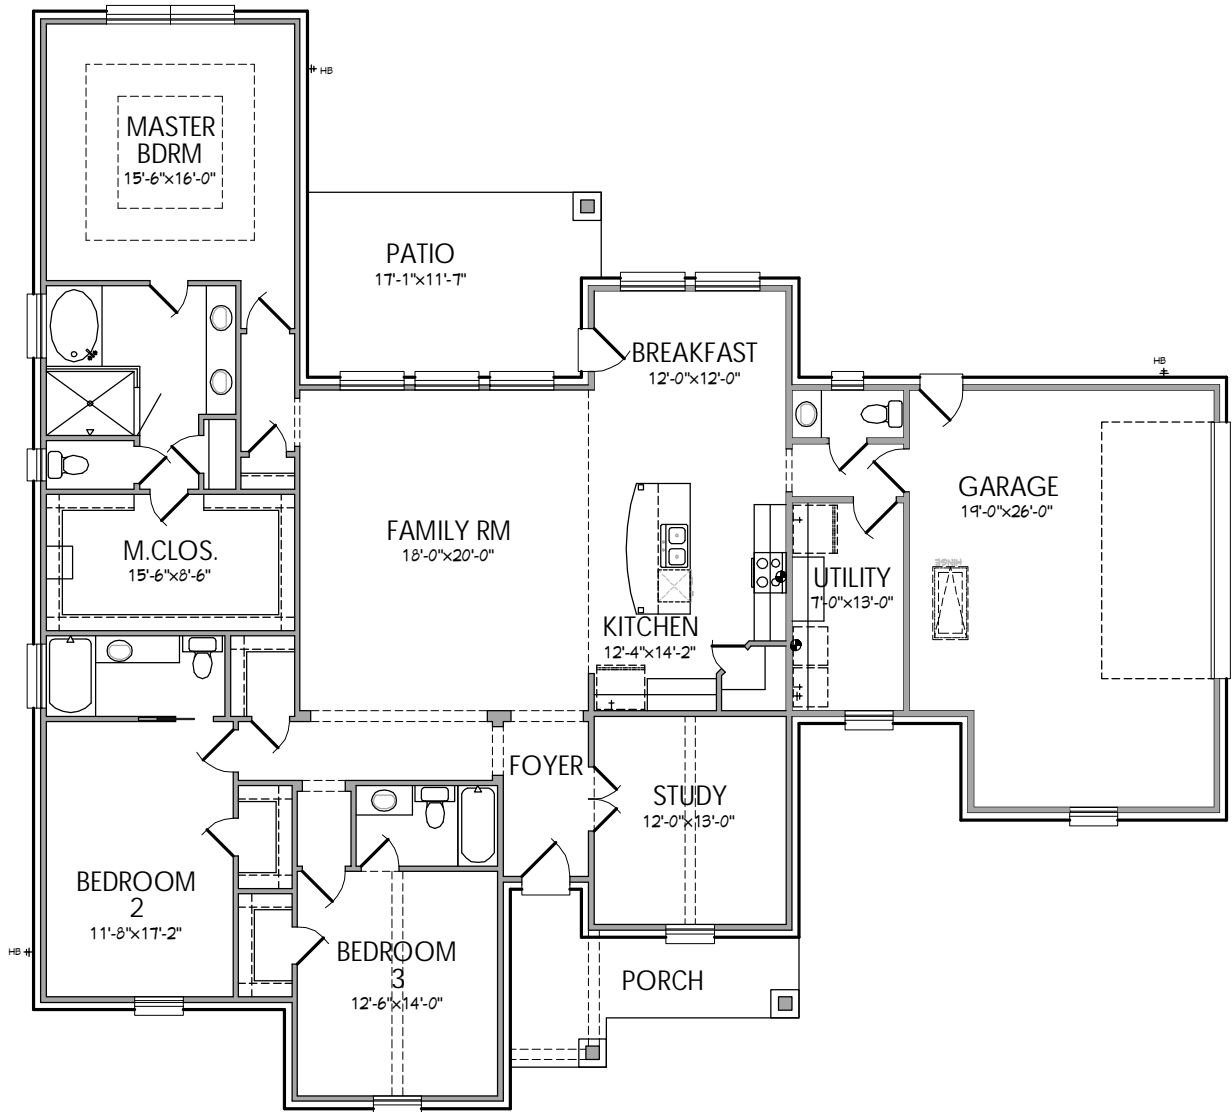 HB
MASTER
BDRM
15'-6"x16'-0"
PATIO
17'-1"x11'-7"
BREAKFAST
12'-0"x12'-0"
HB
GARAGE
19'-0"x26'-0"
FAMILY RM
18'-0"x20'-0"
M.CLOS.
15'-6"x8'-6"
UTILITY
7'-0"x13'-0"
KITCHEN
12'-4"x14'-2"
FOYER
STUDY
12'-0"x13'-0"
BEDROOM
2
11'-8"x17'-2"
HB
BEDROOM
3
12'-6"x14'-0"
PORCH